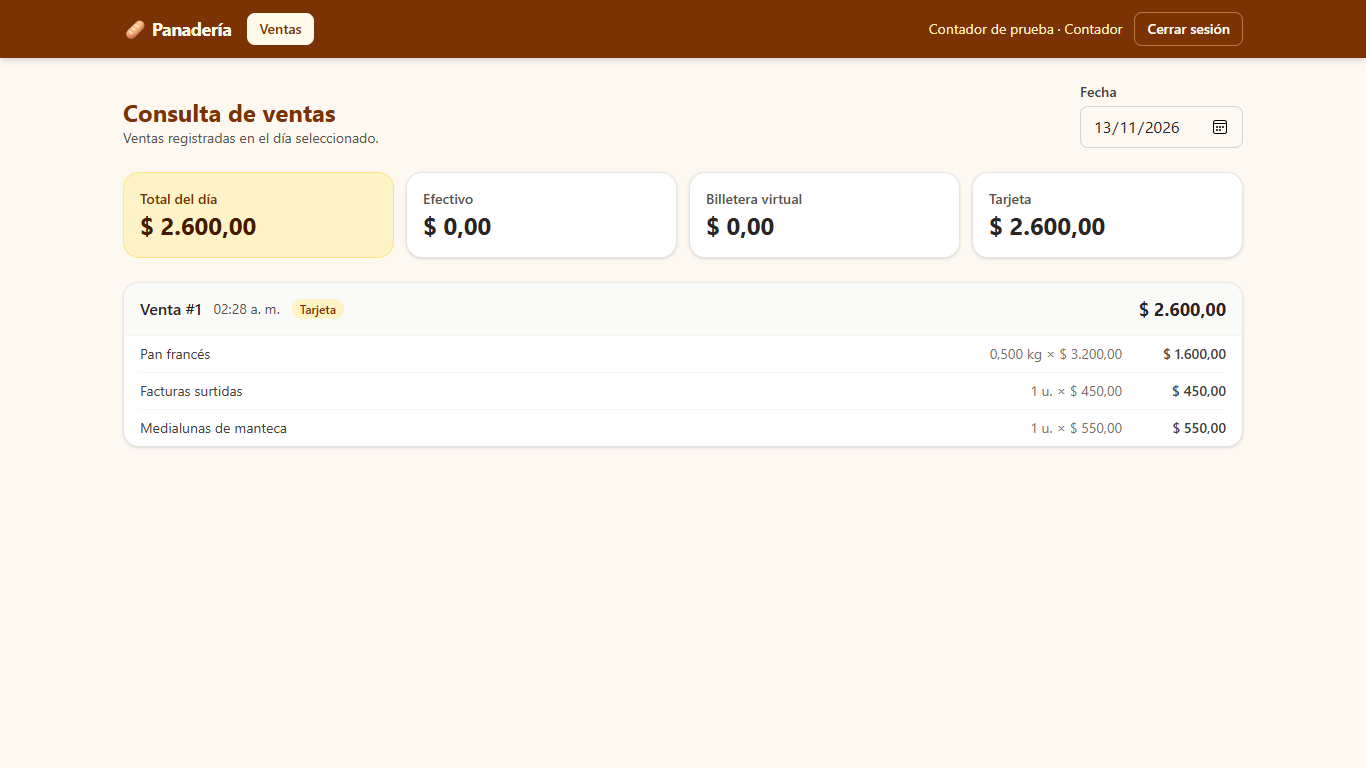 Panadería Ventas Contador de prueba · Contador Cerrar sesión
Fecha
Consulta de ventas
Ventas registradas en el día seleccionado.
13/11/2026
Total del día
$ 2.600,00
Efectivo
$ 0,00
Billetera virtual
$ 0,00
Tarjeta
$ 2.600,00
Venta #1 02:28 a. m. Tarjeta $ 2.600,00
Pan francés 0,500 kg × $ 3.200,00 $ 1.600,00
Facturas surtidas 1 u. × $ 450,00 $ 450,00
Medialunas de manteca 1 u. × $ 550,00 $ 550,00